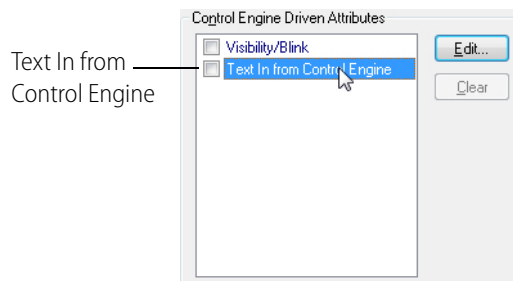 Control Engine Driven Attributes
Visibility/Blink
Edit...
Text In from Control Engine
Clear
Text In from
Control Engine